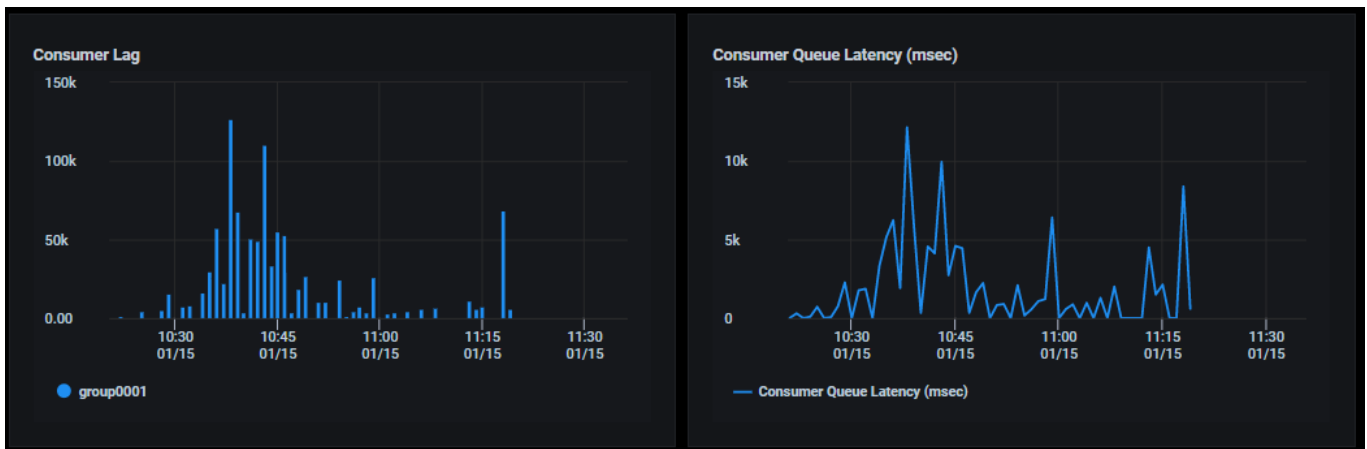 Consumer Lag
150k
100k
50k
0.00
10:30 10:45 11:00 11:15 11:30
01/15 01/15 01/15 01/15 01/15
group0001
Consumer Queue Latency (msec)
15k
10k
5k
0
10:30 10:45 11:00 11:15 11:30
01/15 01/15 01/15 01/15 01/15
Consumer Queue Latency (msec)